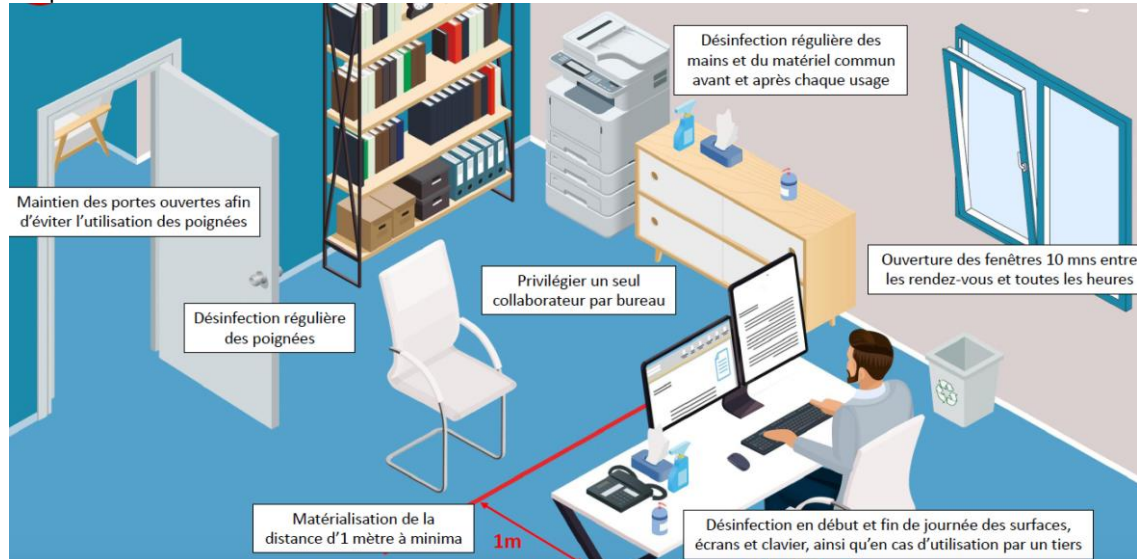 Désinfection régulière des
mains et du matériel commun
avant et après chaque usage
Maintien des portes ouvertes afin
d’éviter l’utilisation des poignées
Ouverture des fenêtres 10 mns entre
les rendez-vous et toutes les heures
Privilégier un seul
collaborateur par bureau
Désinfection régulière
des poignées
Matérialisation de la
distance d’1 mètre à minima
1m
Désinfection en début et fin de journée des surfaces,
écrans et clavier, ainsi qu’en cas d’utilisation par un tiers